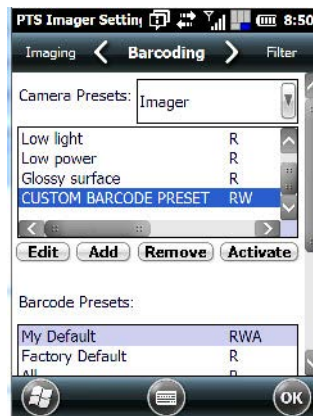 PTS Imager Settin 8:50
Imaging Barcoding Filter
Camera Presets: Imager
Low light R
Low power R
Glossy surface R
CUSTOM BARCODE PRESET RW
Edit Add Remove Activate
Barcode Presets:
My Default RWA
Factory Default R
All R
OK